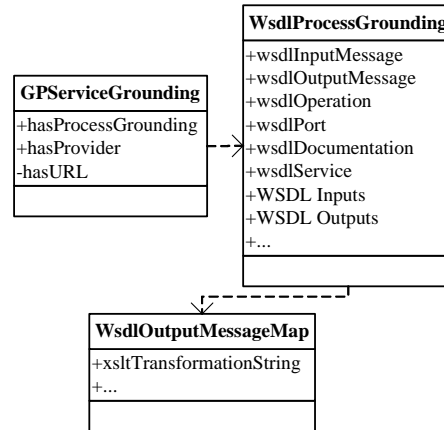 WsdlProcessGrounding
+wsdlInputMessage
+wsdlOutputMessage
+wsdlOperation
+wsdlPort
+wsdlDocumentation
+wsdlService
+WSDL Inputs
+WSDL Outputs
+...
GPServiceGrounding
+hasProcessGrounding
+hasProvider
-hasURL
WsdlOutputMessageMap
+xsltTransformationString
+...